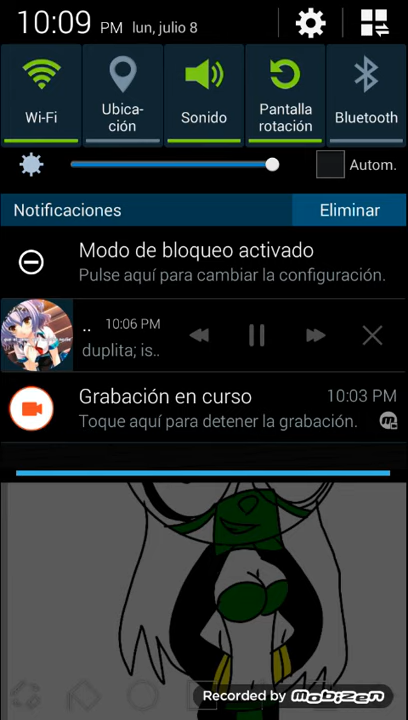 10:09 PM lun, julio 8
Wi-Fi
Ubica-
ción
Sonido
Pantalla
rotación
Bluetooth
Autom.
Notificaciones
Eliminar
Modo de bloqueo activado
Pulse aquí para cambiar la configuración.
.. 10:06 PM
duplita; is..
Grabación en curso 10:03 PM
Toque aquí para detener la grabación.
Recorded by mobizen